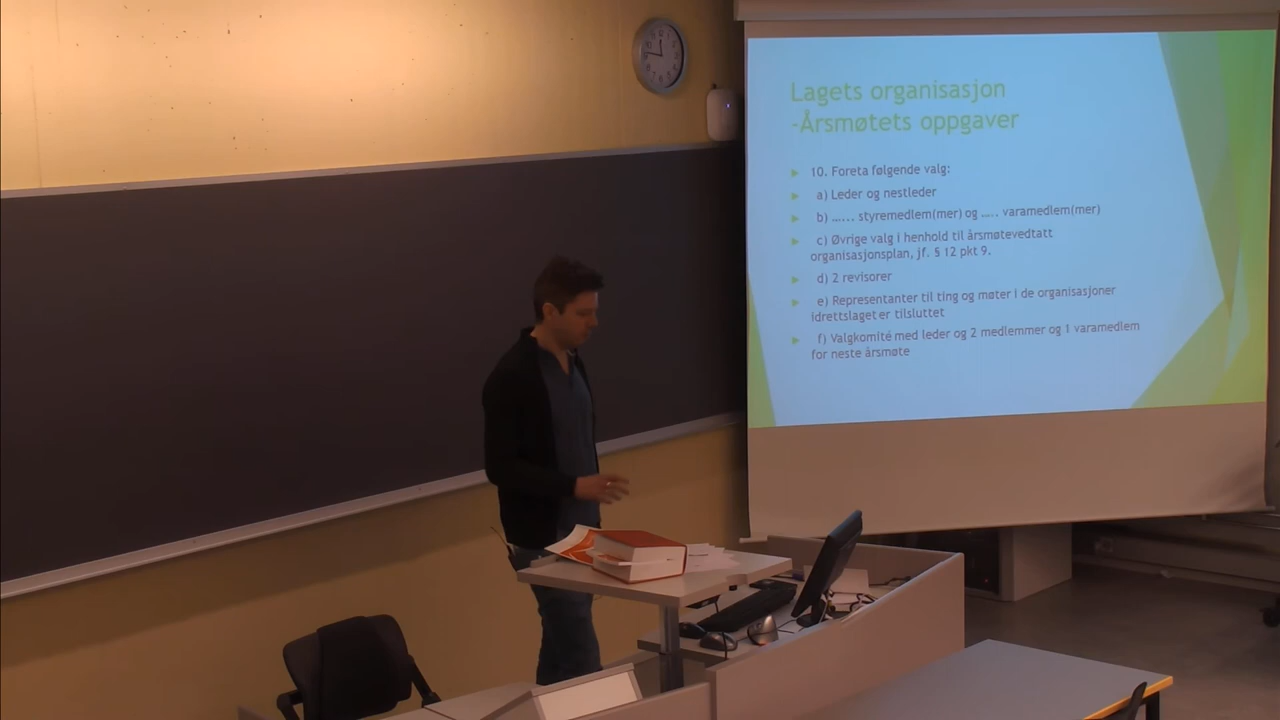 Lagets organisasjon
-Årsmøtets oppgaver
10. Foreta følgende valg:
a) Leder og nestleder
b) ...... styremedlem(mer) og ..... varamedlem(mer)
c) Øvrige valg i henhold til årsmøtevedtatt
organisasjonsplan, jf. § 12 pkt 9.
d) 2 revisorer
e) Representanter til ting og møter i de organisasjoner
idrettslaget er tilsluttet
f) Valgkomité med leder og 2 medlemmer og 1 varamedlem
for neste årsmøte